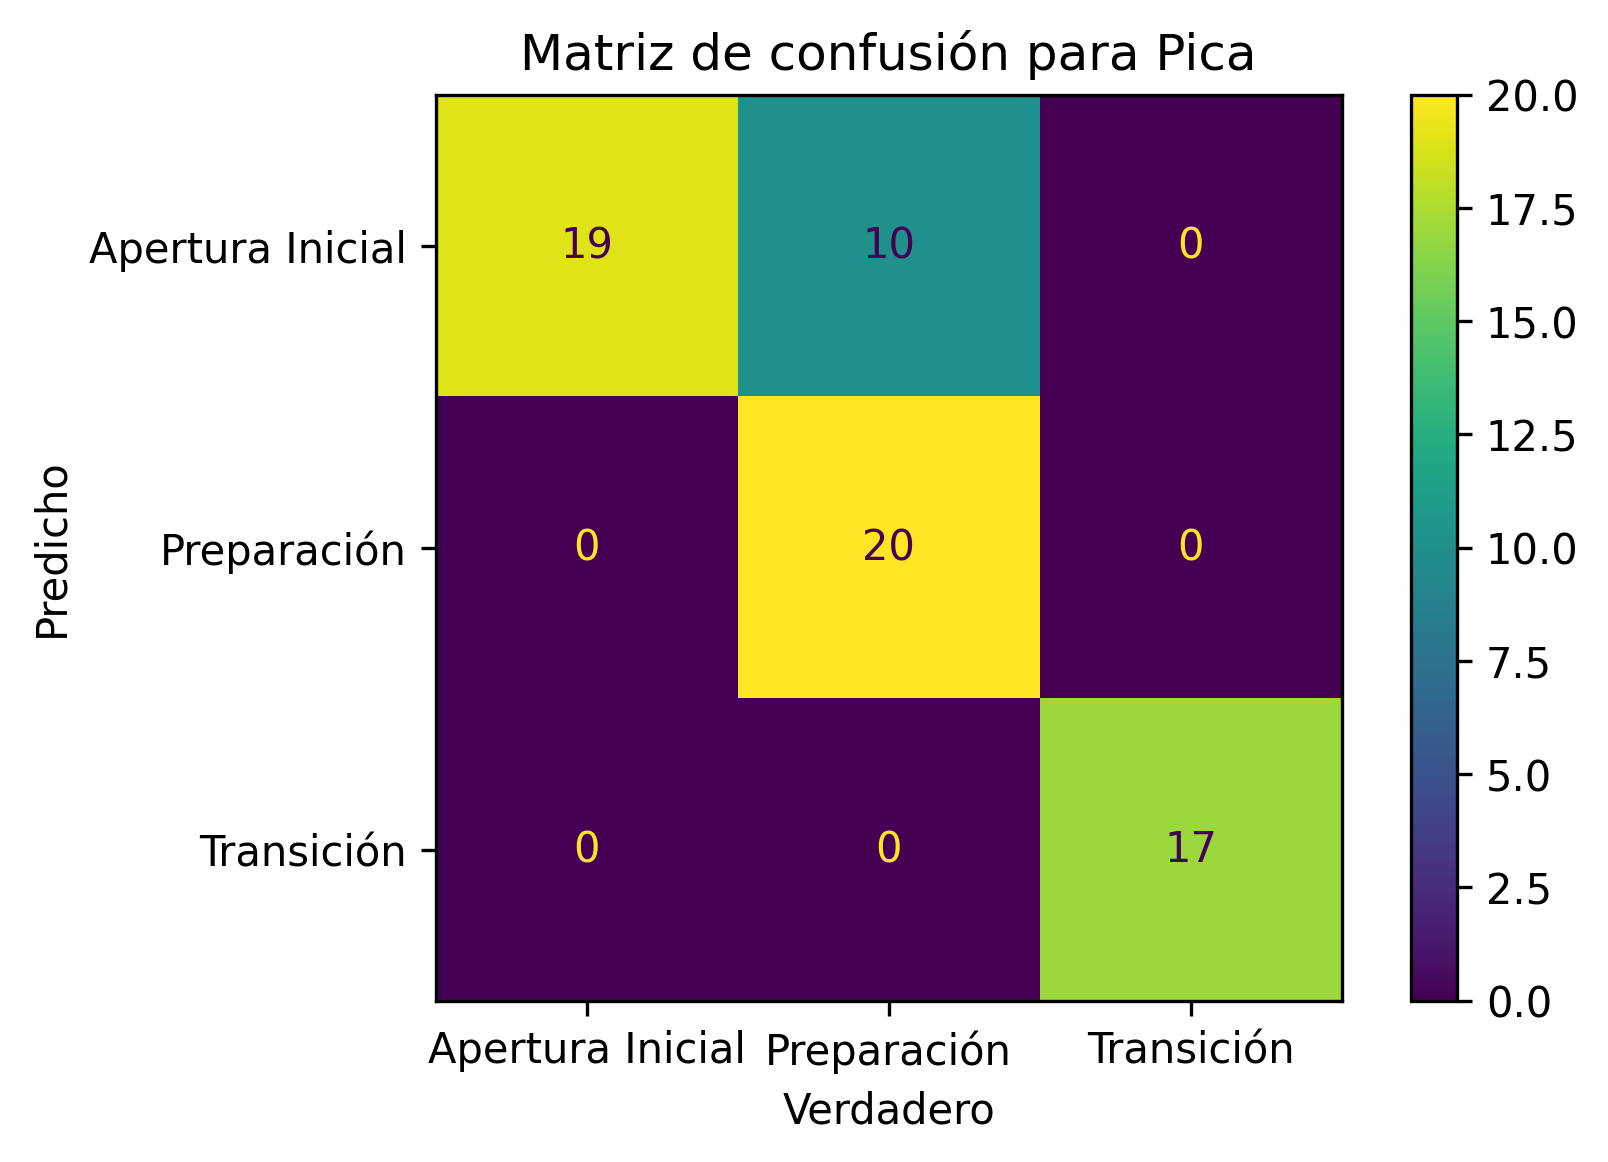 Matriz de confusión para Pica
Predicho
Apertura Inicial
19 10 0
Preparación
0 20 0
Transición
0 0 17
Apertura Inicial Preparación Transición
Verdadero
20.0
17.5
15.0
12.5
10.0
7.5
5.0
2.5
0.0